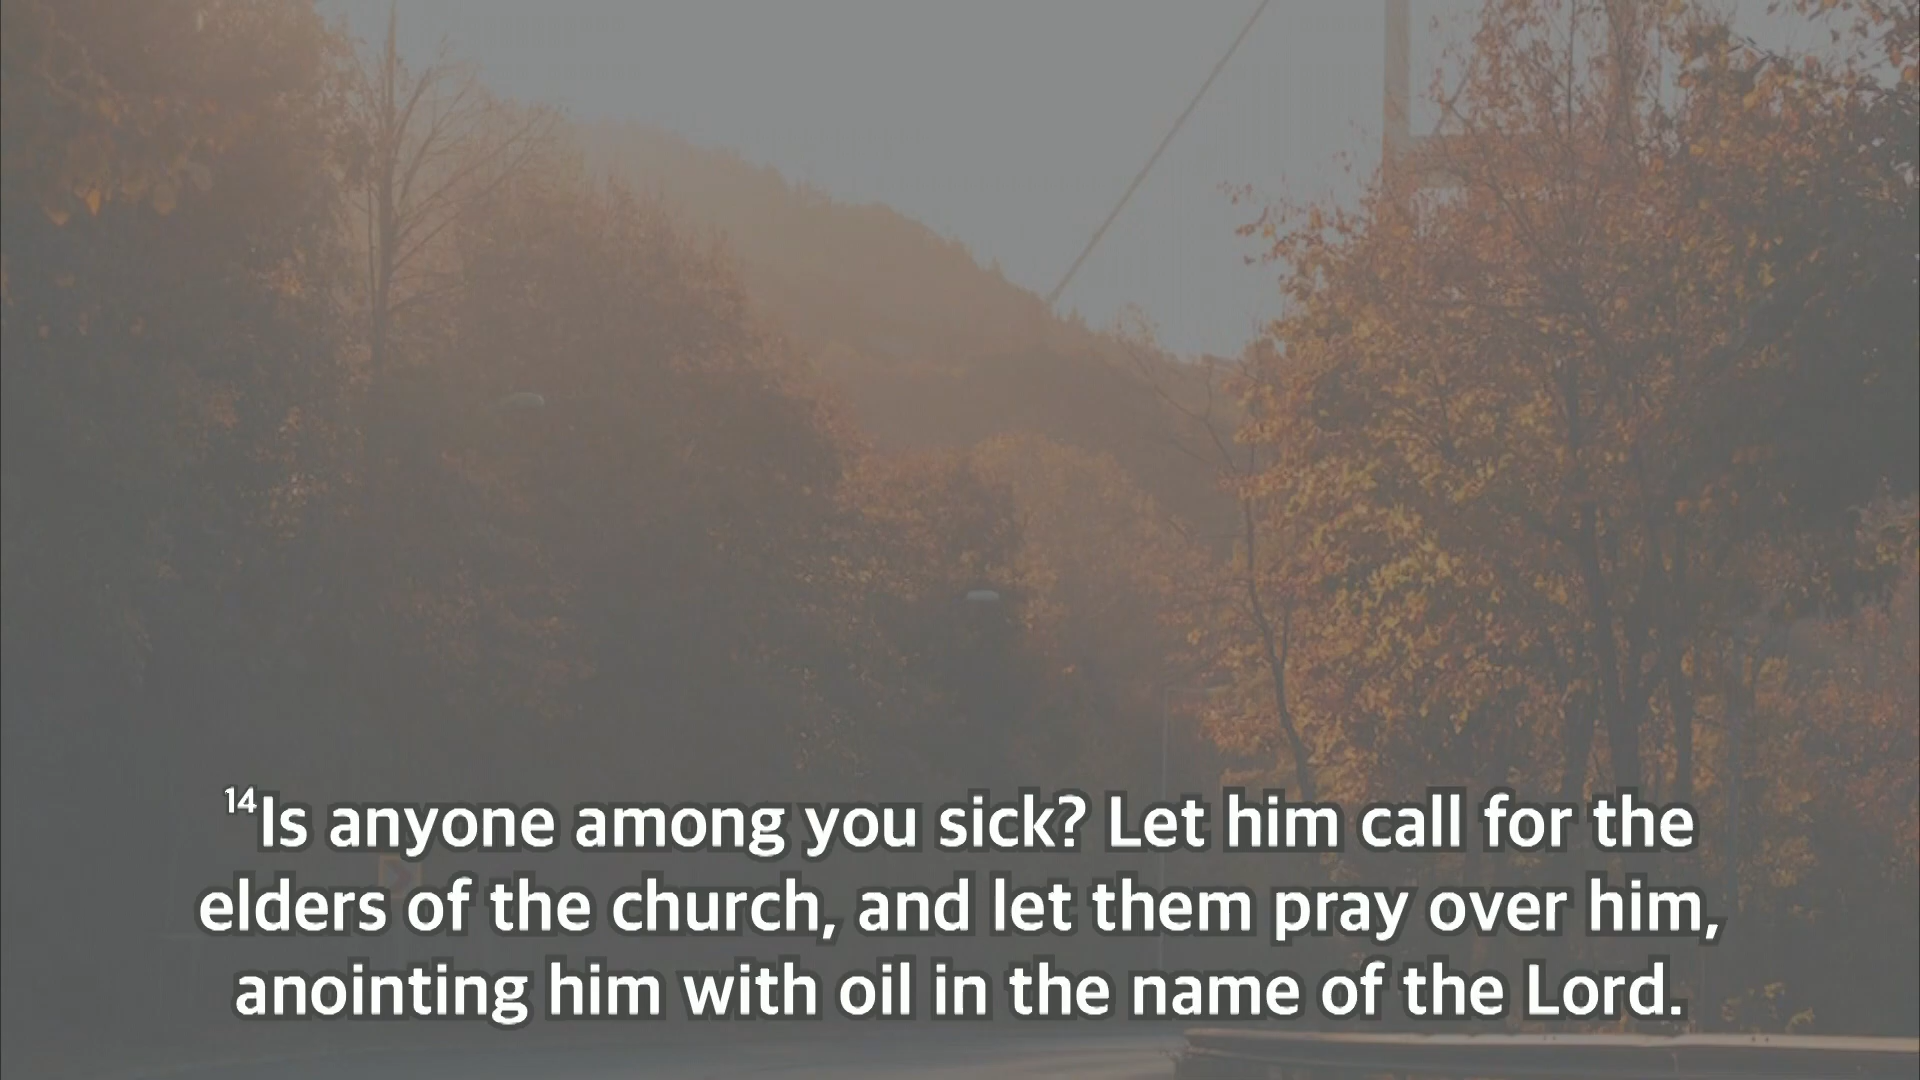 14Is anyone among you sick? Let him call for the
elders of the church, and let them pray over him,
anointing him with oil in the name of the Lord.